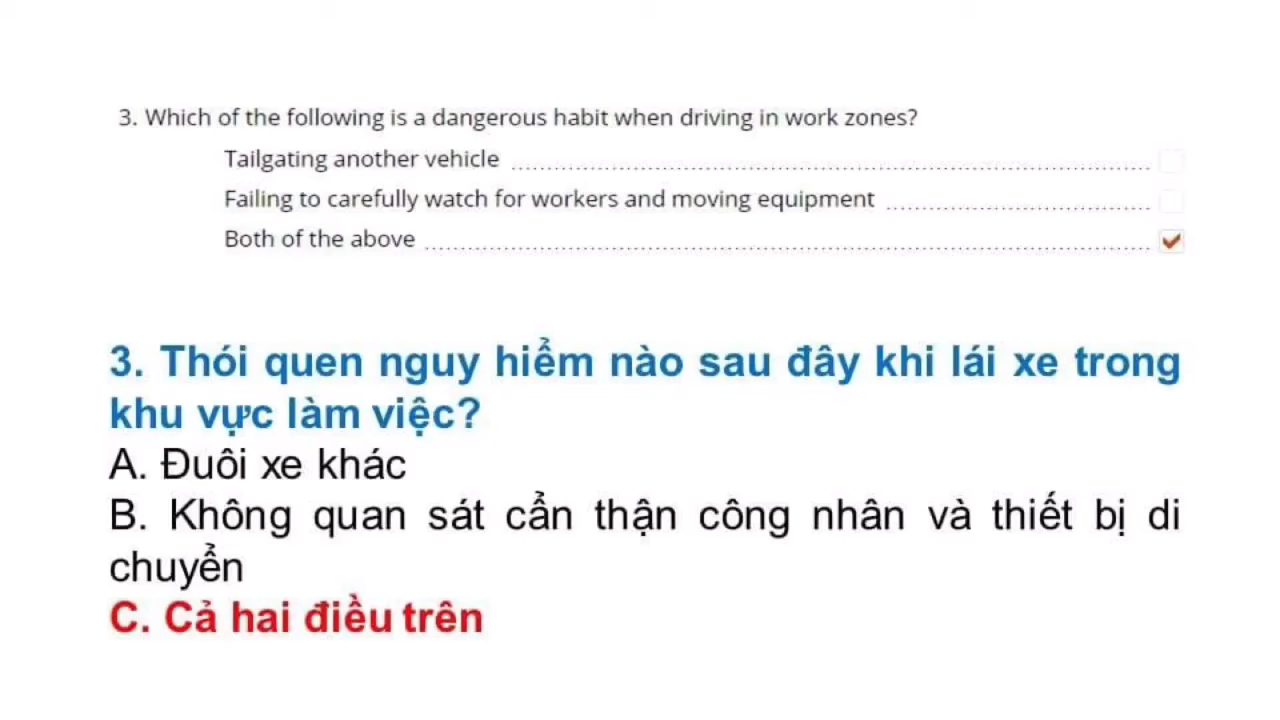 3. Which of the following is a dangerous habit when driving in work zones?
Tailgating another vehicle
Failing to carefully watch for workers and moving equipment
Both of the above
3. Thói quen nguy hiểm nào sau đây khi lái xe trong
khu vực làm việc?
A. Đuôi xe khác
B. Không quan sát cẩn thận công nhân và thiết bị di
chuyển
C. Cả hai điều trên